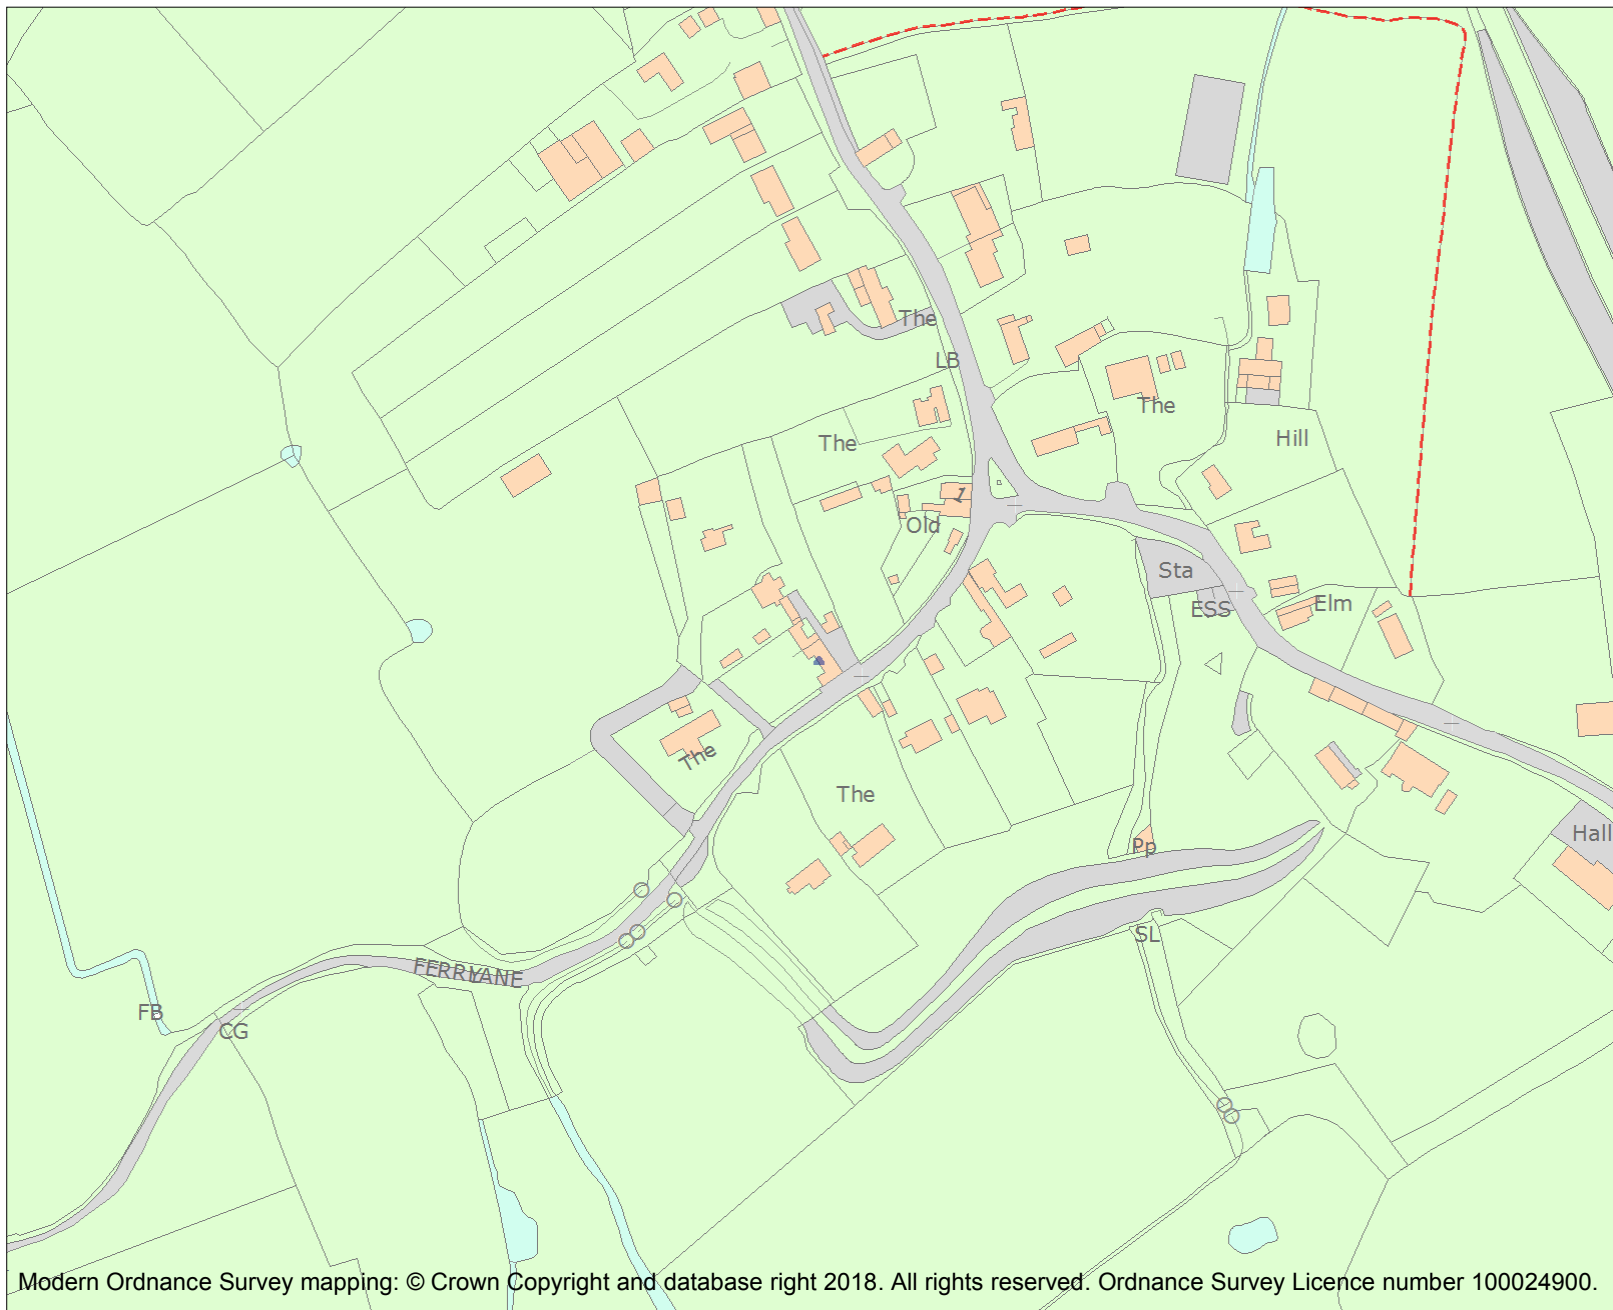 The
LB
The
The
Hill
1
Old
Sta
ESS
Elm
The
The
Hall
Pp
SL
FERRY LANE
FB
CG
Modern Ordnance Survey mapping: © Crown Copyright and database right 2018. All rights reserved. Ordnance Survey Licence number 100024900.